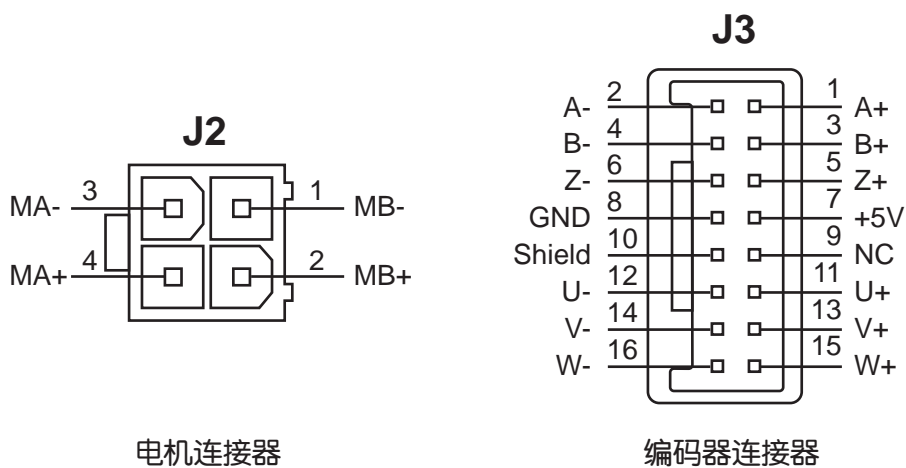 J2
MA- 3 1 MB-
MA+ 4 2 MB+
电机连接器
J3
A- 2 1 A+
B- 4 3 B+
Z- 6 5 Z+
GND 8 7 +5V
Shield 10 9 NC
U- 12 11 U+
V- 14 13 V+
W- 16 15 W+
编码器连接器